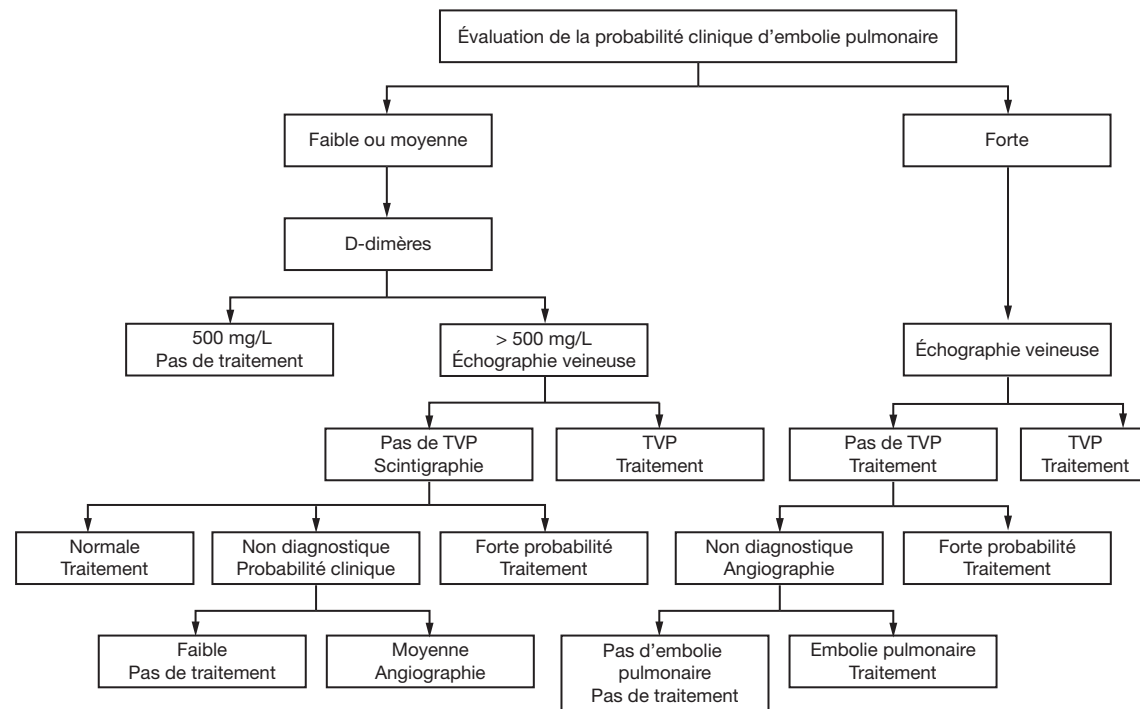 Évaluation de la probabilité clinique d’embolie pulmonaire
Faible ou moyenne
Forte
D-dimères
500 mg/L
Pas de traitement
> 500 mg/L
Échographie veineuse
Échographie veineuse
Pas de TVP
Scintigraphie
TVP
Traitement
Pas de TVP
Traitement
TVP
Traitement
Normale
Traitement
Non diagnostique
Probabilité clinique
Forte probabilité
Traitement
Non diagnostique
Angiographie
Forte probabilité
Traitement
Faible
Pas de traitement
Moyenne
Angiographie
Pas d’embolie
pulmonaire
Pas de traitement
Embolie pulmonaire
Traitement